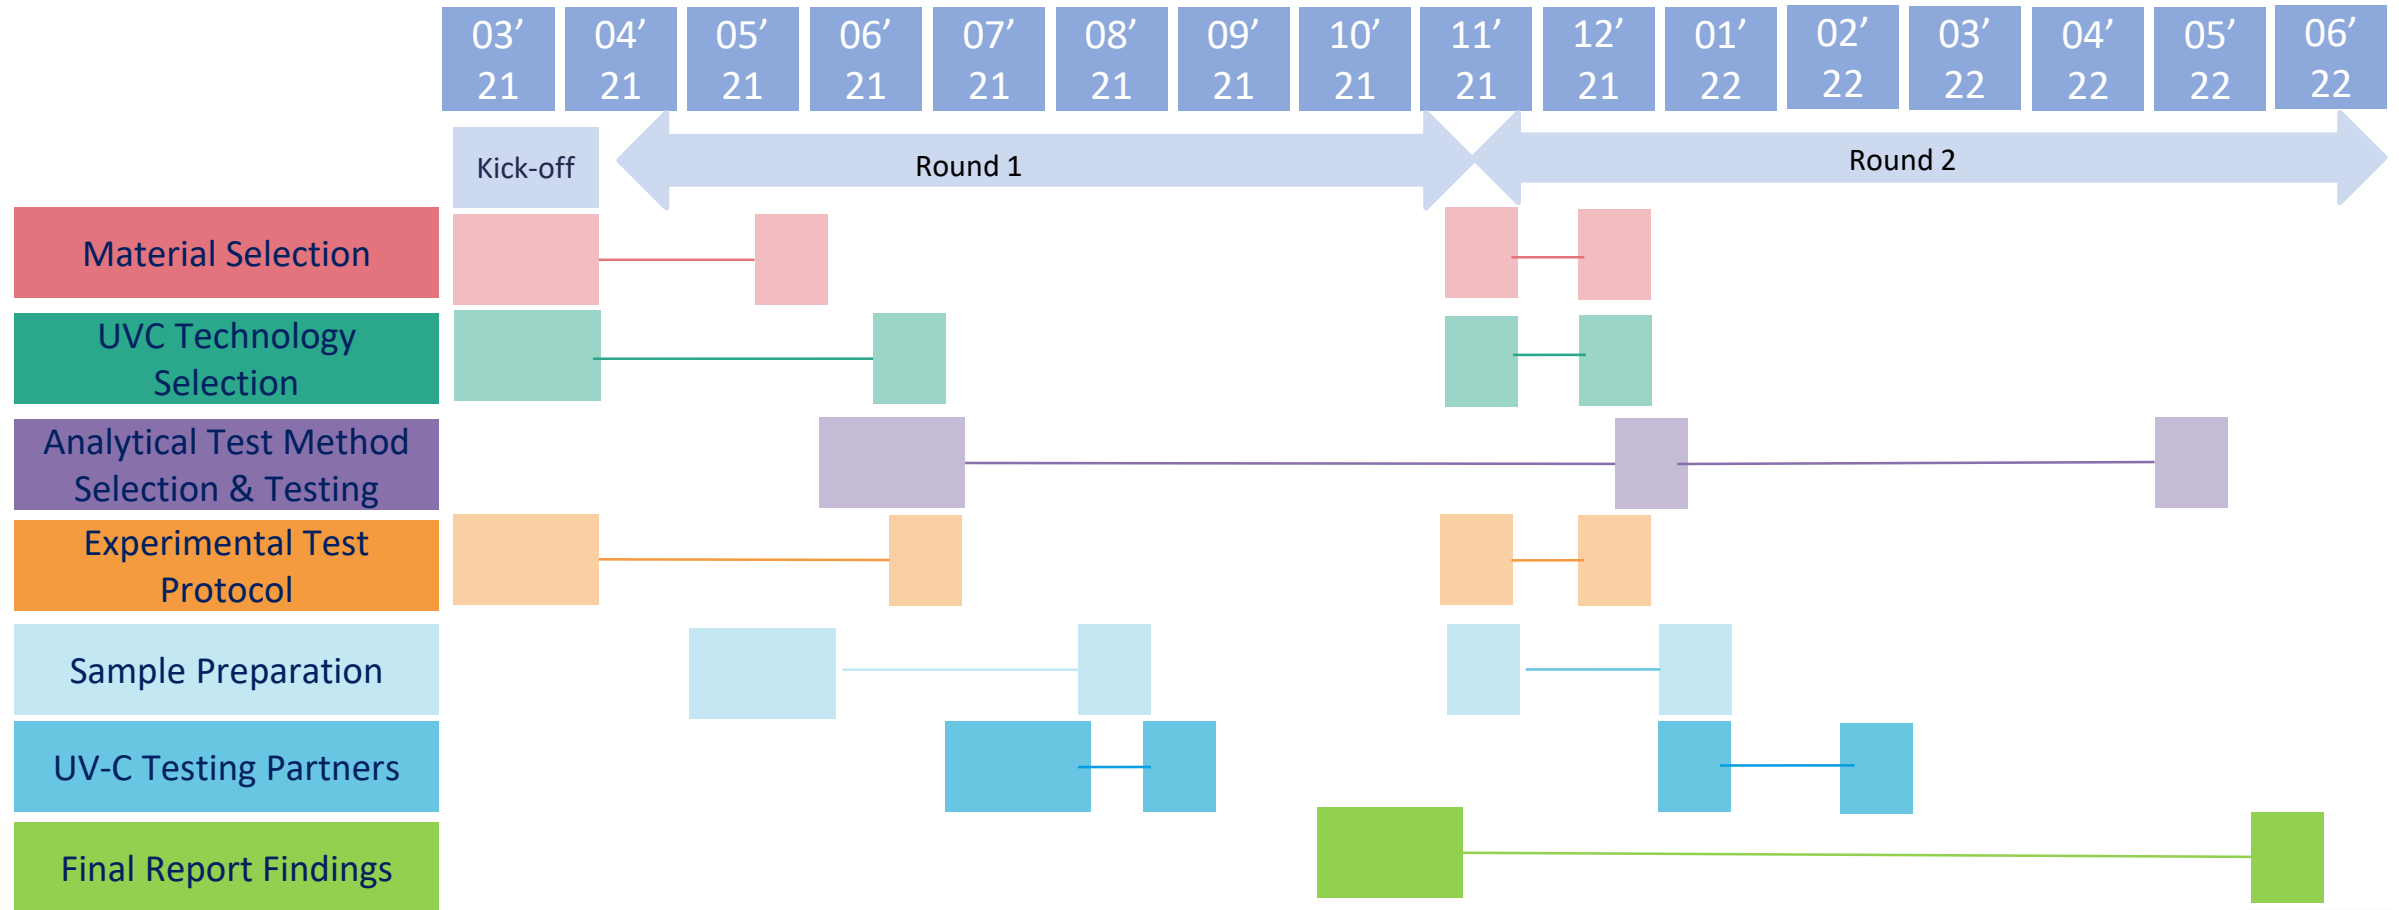 03’ 04’ 05’ 06’ 07’ 08’ 09’ 10’ 11’ 12’ 01’ 02’ 03’ 04’ 05’ 06’
21 21 21 21 21 21 21 21 21 21 22 22 22 22 22 22
Kick-off
Round 1
Round 2
Material Selection
UVC Technology
Selection
Analytical Test Method
Selection & Testing
Experimental Test
Protocol
Sample Preparation
UV-C Testing Partners
Final Report Findings